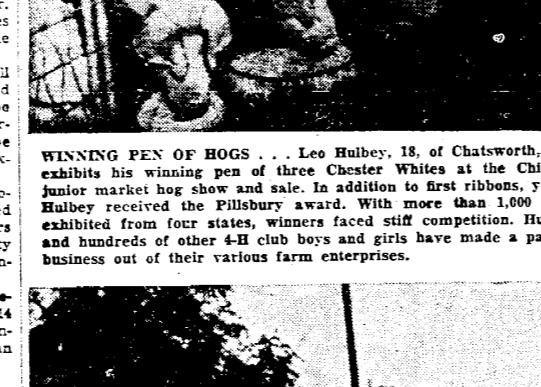 WINNING PEN OF HOGS . . . Leo Hulbey, 18, of Chatsworth,
exhibits his winning pen of three Chester Whites at the Chi
junior market hog show and sale. In addition to first ribbons, y
Hulbey received the Pillsbury award. With more than 1,000
exhibited from four states, winners faced stiff competition. Hu
and hundreds of other 4-H club boys and girls have made a pa
business out of their various farm enterprises.